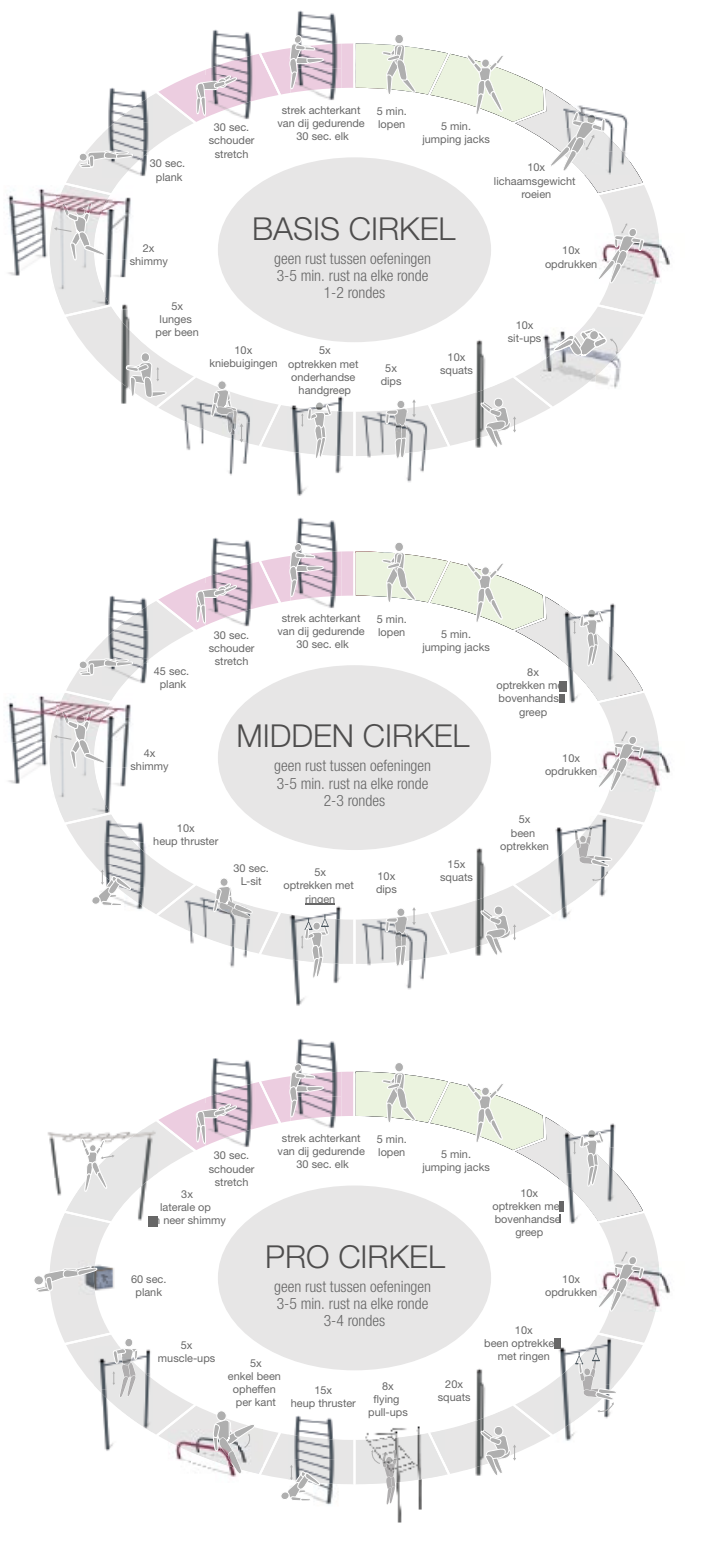 BASIS CIRKEL
geen rust tussen oefeningen
3-5 min. rust na elke ronde
1-2 rondes
5 min.
lopen
5 min.
jumping jacks
10x
lichaamsgewicht
roeien
10x
opdrukken
10x
sit-ups
10x
squats
5x
dips
5x
optrekken met
onderhandse
handgreep
10x
kniebuigingen
5x
lunges
per been
2x
shimmy
30 sec.
plank
30 sec.
schouder
stretch
strek achterkant
van dij gedurende
30 sec. elk
MIDDEN CIRKEL
geen rust tussen oefeningen
3-5 min. rust na elke ronde
2-3 rondes
5 min.
lopen
5 min.
jumping jacks
8x
optrekken
bovenhands
greep
10x
opdrukken
5x
been
optrekken
15x
squats
10x
dips
5x
optrekken met
ringen
30 sec.
L-sit
10x
heup thruster
4x
shimmy
45 sec.
plank
30 sec.
schouder
stretch
strek achterkant
van dij gedurende
30 sec. elk
PRO CIRKEL
geen rust tussen oefeningen
3-5 min. rust na elke ronde
3-4 rondes
5 min.
lopen
5 min.
jumping jacks
10x
optrekken
bovenhandse
greep
10x
opdrukken
10x
been
met ringen
20x
squats
8x
flying
pull-ups
15x
heup thruster
5x
enkel been
opheffen
per kant
5x
muscle-ups
60 sec.
plank
3x
laterale op
neer shimmy
30 sec.
schouder
stretch
strek achterkant
van dij gedurende
30 sec. elk